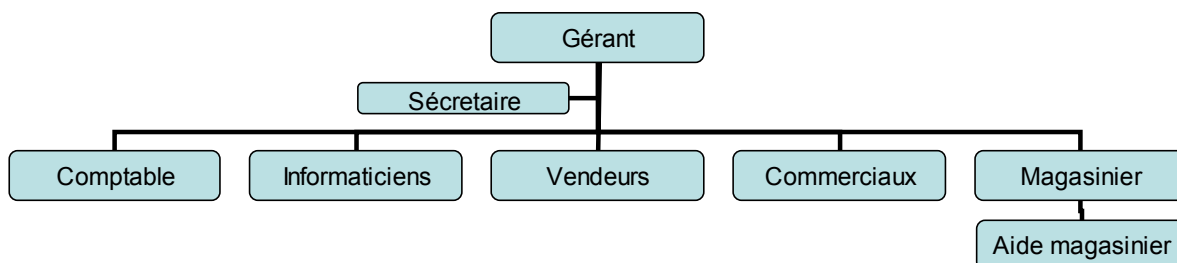 Gérant
Sécretaire
Comptable
Informaticiens
Vendeurs
Commerciaux
Magasinier
Aide magasinier